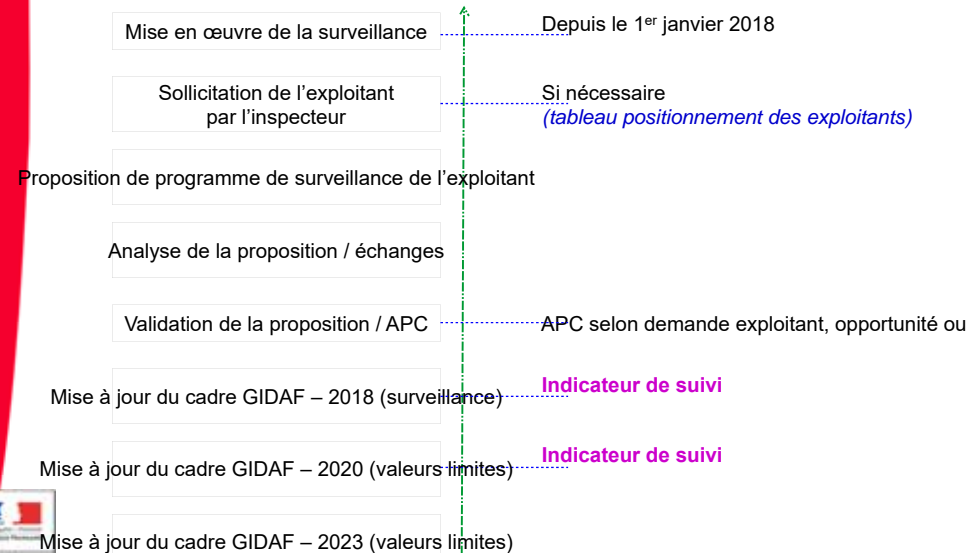 Mise en œuvre de la surveillance
Depuis le 1er janvier 2018
Sollicitation de l'exploitant
par l'inspecteur
Si nécessaire
(tableau positionnement des exploitants)
Proposition de programme de surveillance de l'exploitant
Analyse de la proposition / échanges
Validation de la proposition / APC
APC selon demande exploitant, opportunité ou
Mise à jour du cadre GIDAF – 2018 (surveillance)
Indicateur de suivi
Mise à jour du cadre GIDAF – 2020 (valeurs limites)
Indicateur de suivi
Mise à jour du cadre GIDAF – 2023 (valeurs limites)